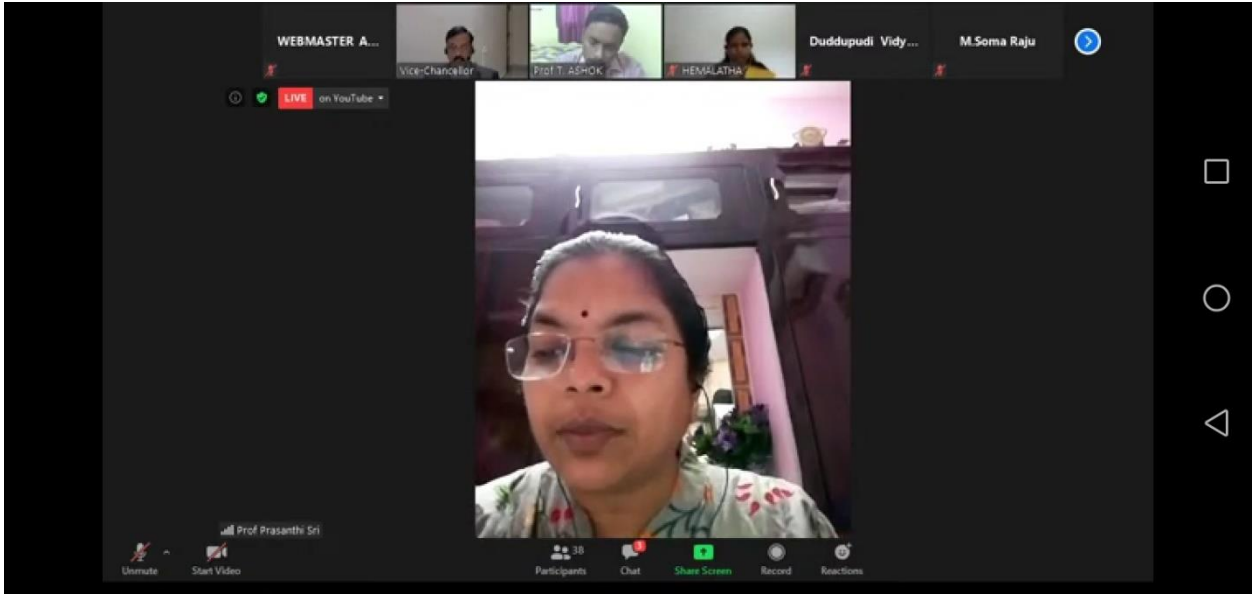 WEBMASTER A...
Vice-Chancellor
Prof T. ASHOK
HEMALATHA
Duddupudi Vidy...
M.Soma Raju
LIVE on YouTube
Prof Prasanthi Sri
Unmute
Start Video
38
Participants
3
Chat
Share Screen
Record
Reactions